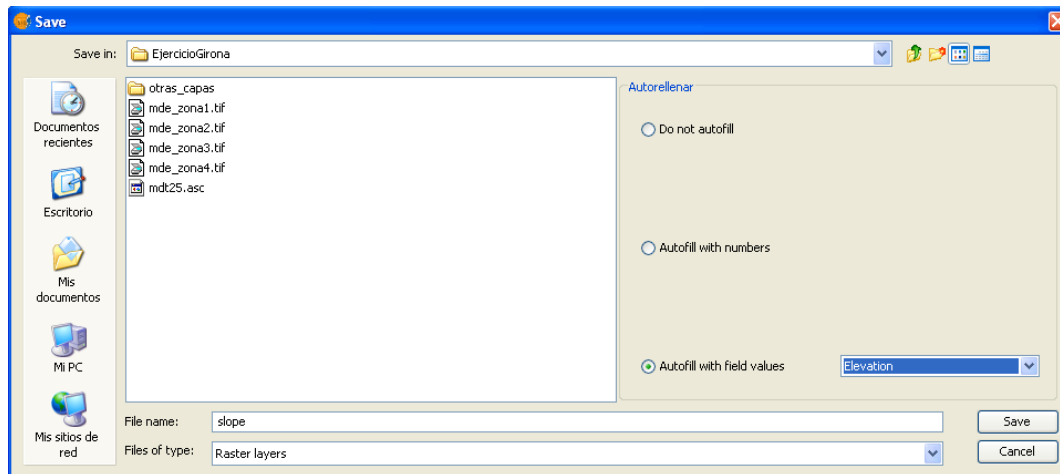 Save
Save in:
EjercicioGirona
Documentos
recientes
Escritorio
Mis
documentos
Mi PC
Mis sitios de
red
otras_capas
mde_zona1.tif
mde_zona2.tif
mde_zona3.tif
mde_zona4.tif
mdt25.asc
Autorellenar
Do not autofill
Autofill with numbers
Autofill with field values
Elevation
File name:
slope
Save
Files of type:
Raster layers
Cancel